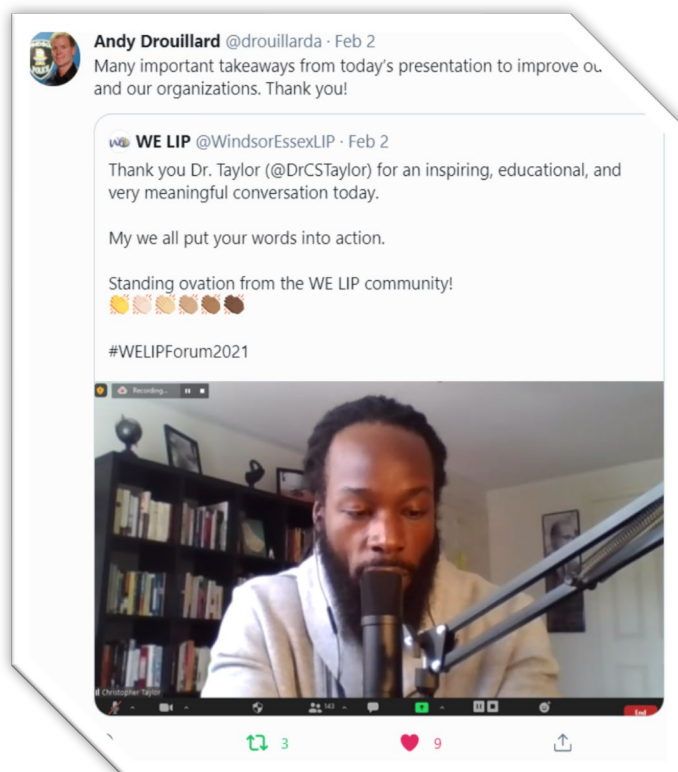 Andy Drouillard @drouillarda · Feb 2
Many important takeaways from today's presentation to improve
and our organizations. Thank you!
WE LIP @WindsorEssexLIP · Feb 2
Thank you Dr. Taylor (@DrCSTaylor) for an inspiring, educational, and
very meaningful conversation today.
My we all put your words into action.
Standing ovation from the WE LIP community!
#WELIPForum2021
Recording...
Christopher Taylor
143
End
3
9